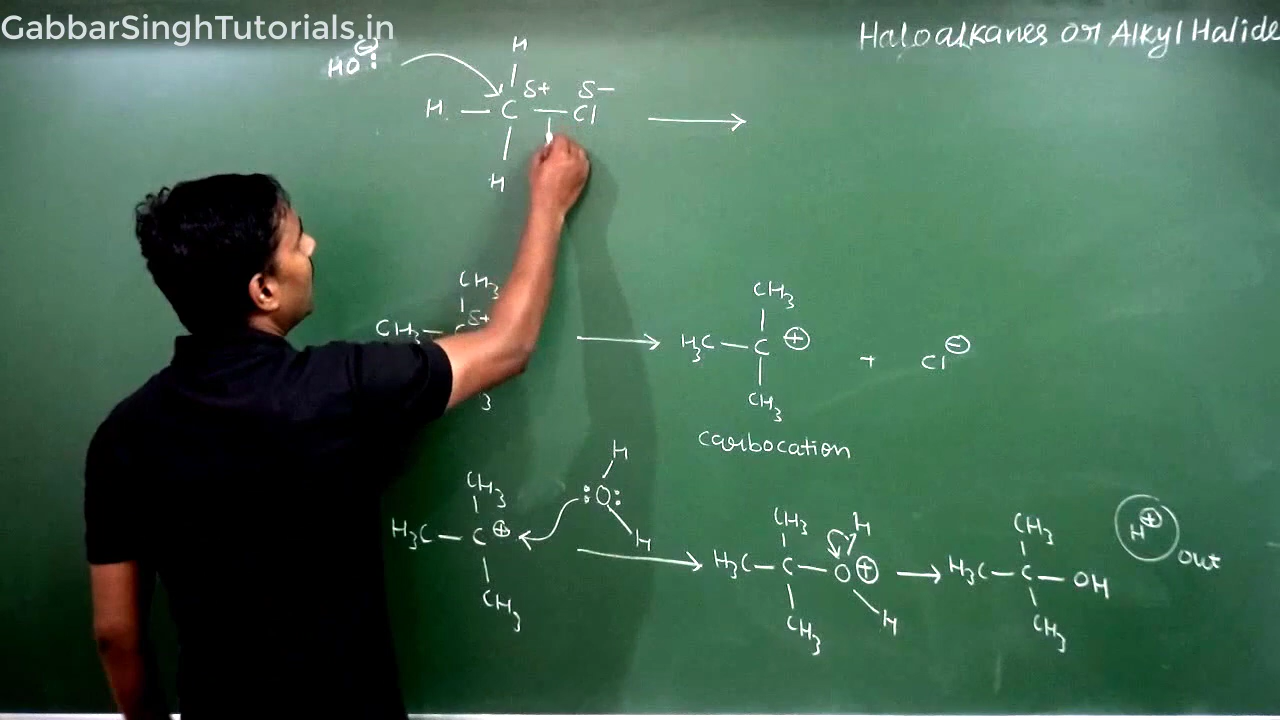 GabbarSinghTutorials.in
Haloalkanes or Alkyl Halide
H
HO⊖:
δ+ δ−
H — C — Cl ⟶
H
CH3 CH3
CH3 — C δ+ ⟶ H3C — C ⊕ + Cl⊖
3 CH3
carbocation
H
CH3 :O: CH3 H CH3 H⊕
H3C — C ⊕ H ⟶ H3C — C — O⊕ ⟶ H3C — C — OH out
CH3 CH3 H CH3